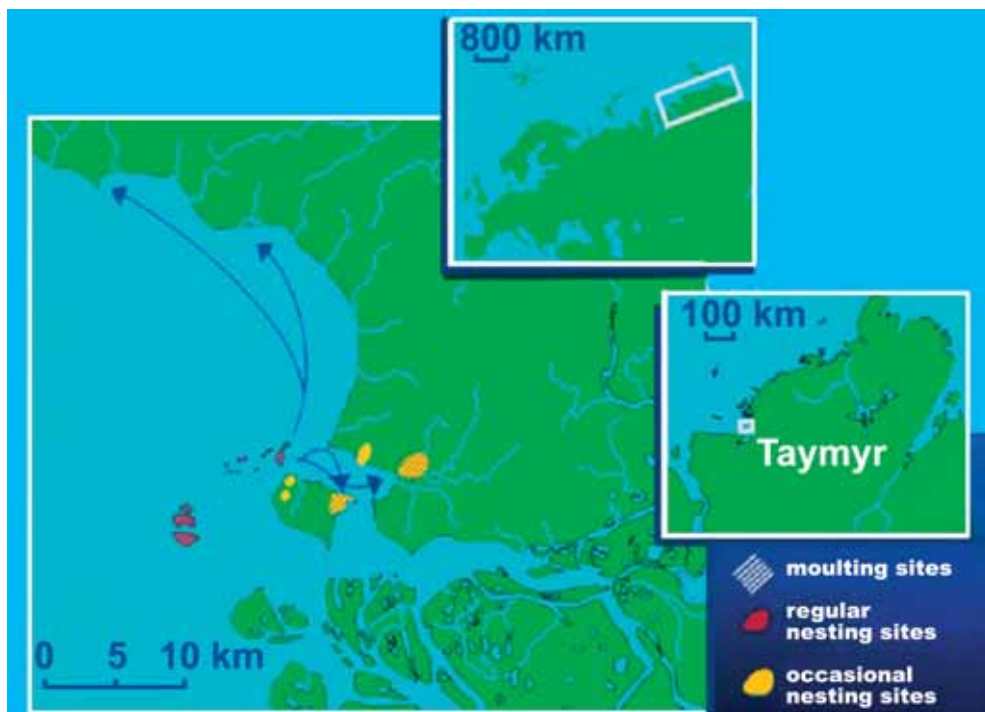 800 km
100 km
Taymyr
moulting sites
regular
nesting sites
occasional
nesting sites
0 5 10 km